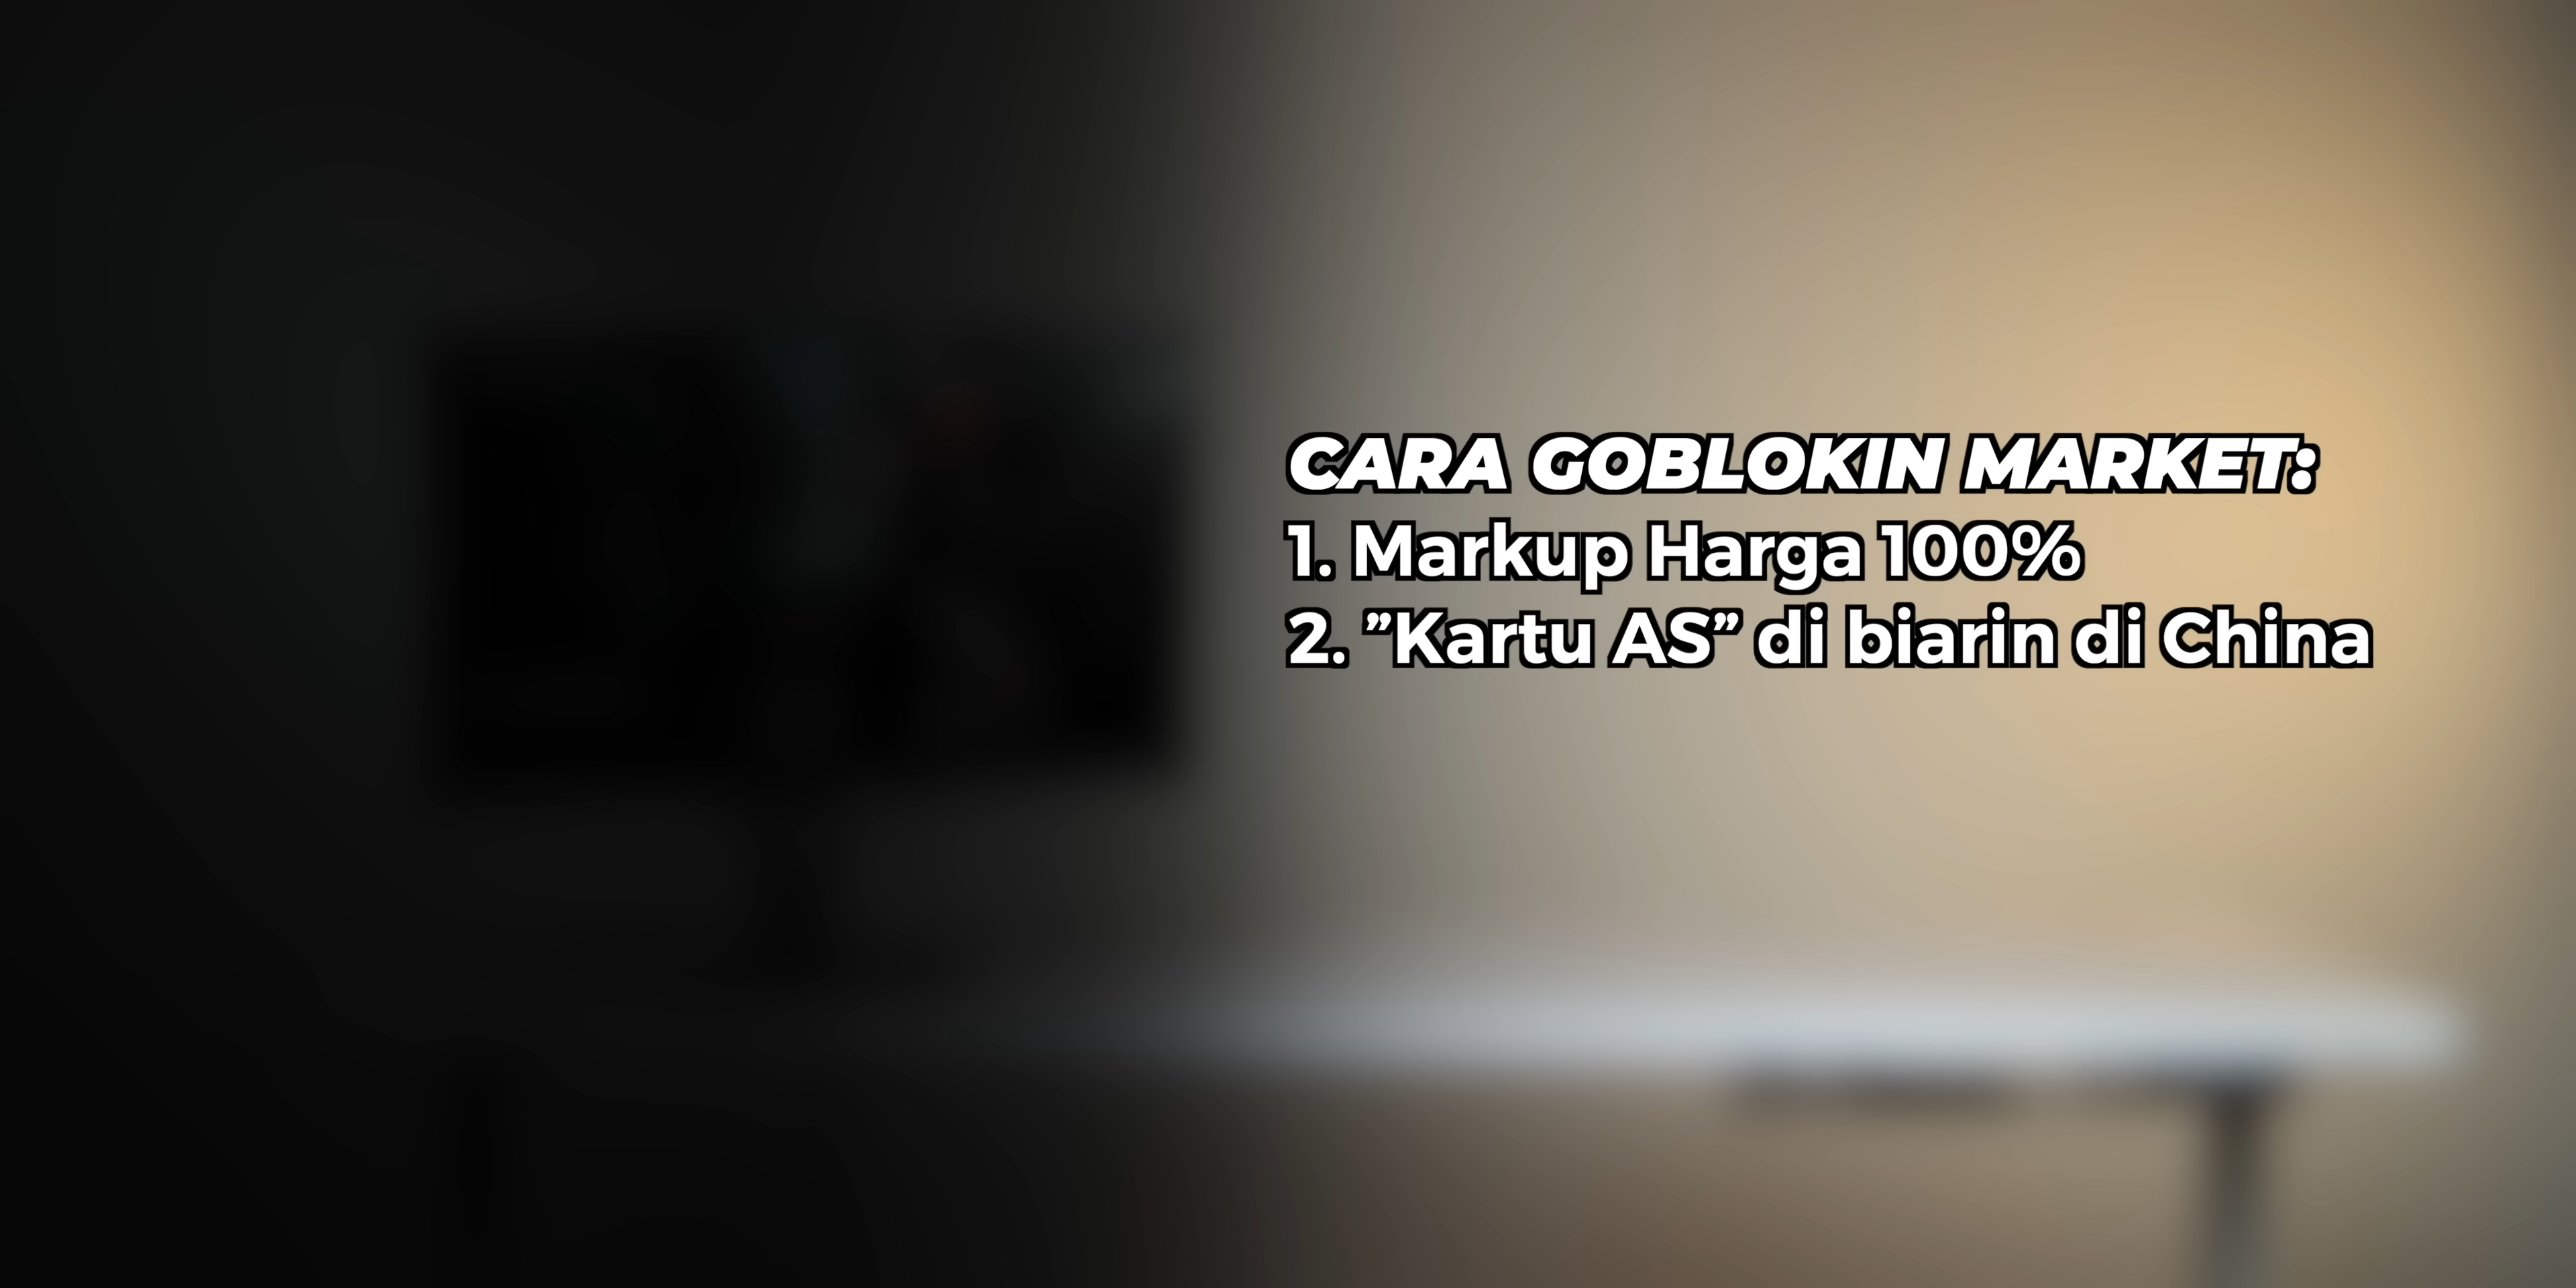 CARA GOBLOKIN MARKET:
1. Markup Harga 100%
2. ”Kartu AS” di biarin di China